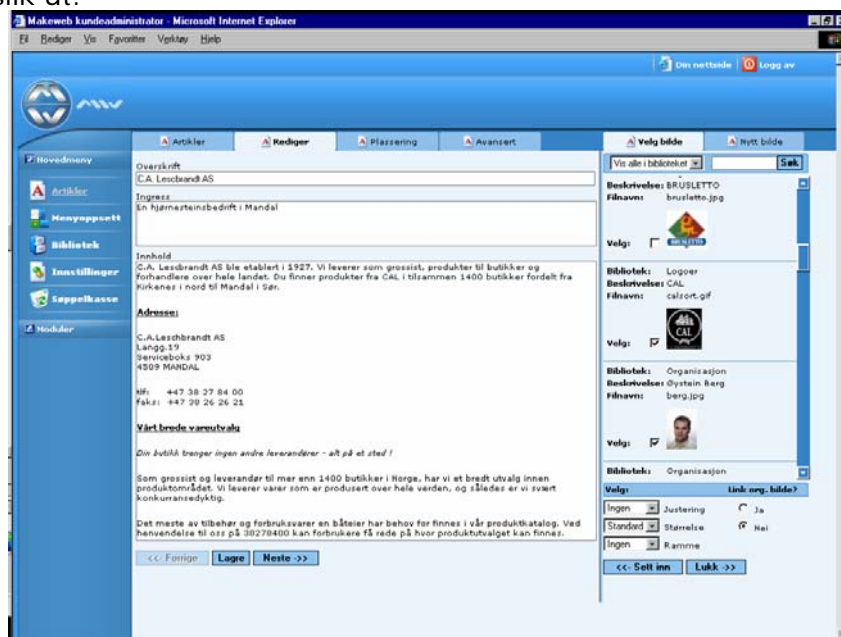 slik ut:
Makeweb kundeadministrator - Microsoft Internet Explorer
Fil Rediger Vis Favoritter Verktøy Hjelp
Din nettside Logg av
Artikler Rediger Plassering Avansert
Velg bilde Nytt bilde
Hovedmeny
Artikler
Menyoppsett
Bibliotek
Innstillinger
Søppelkasse
Moduler
Overskrift
C.A. Leschbrandt AS
Ingress
En hjørnesteinsbedrift i Mandal
Innhold
C.A. Lesdbrandt AS ble etablert i 1927. Vi leverer som grossist, produkter til butikker og
forhandlere over hele landet. Du finner produkter fra CAL i tilsammen 1400 butikker fordelt fra
Kirkenes i nord til Mandal i Sør.
Adresse:
C.A.Leschbrandt AS
Langg.19
Serviceboks 903
4509 MANDAL
tlf: +47 38 27 84 00
faks: +47 38 26 26 21
Vårt brede vareutvalg
Din butikk trenger ingen andre leverandører - alt på et sted !
Som grossist og leverandør til mer enn 1400 butikker i Norge, har vi et bredt utvalg innen
produktområdet. Vi leverer varer som er produsert over hele verden, og således er vi svært
konkurransedyktig.
Det meste av tilbehør og forbruksvarer en båteier har behov for finnes i vår produktkatalog. Ved
henvendelse til oss på 38278400 kan forbrukere få rede på hvor produktutvalget kan finnes.
<<- Forrige Lagre Neste ->>
Vis alle i biblioteket Søk
Beskrivelse: BRUSLETTO
Filnavn: brusletto.jpg
BRUSLETTO
Velg:
Bibliotek: Logoer
Beskrivelse: CAL
Filnavn: calsort.gif
CAL
Velg:
Bibliotek: Organisasjon
Beskrivelse: Øystein Berg
Filnavn: berg.jpg
Velg:
Bibliotek: Organisasjon
Velg: Link org. bilde?
Ingen Justering Ja
Standard Størrelse Nei
Ingen Ramme
<<- Sett inn Lukk ->>